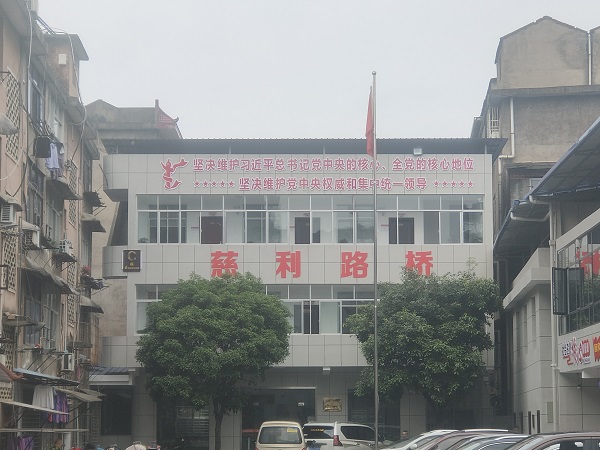 坚决维护习近平总书记党中央的核心、全党的核心地位
★★★★★ 坚决维护党中央权威和集中统一领导 ★★★★★
慈利路桥